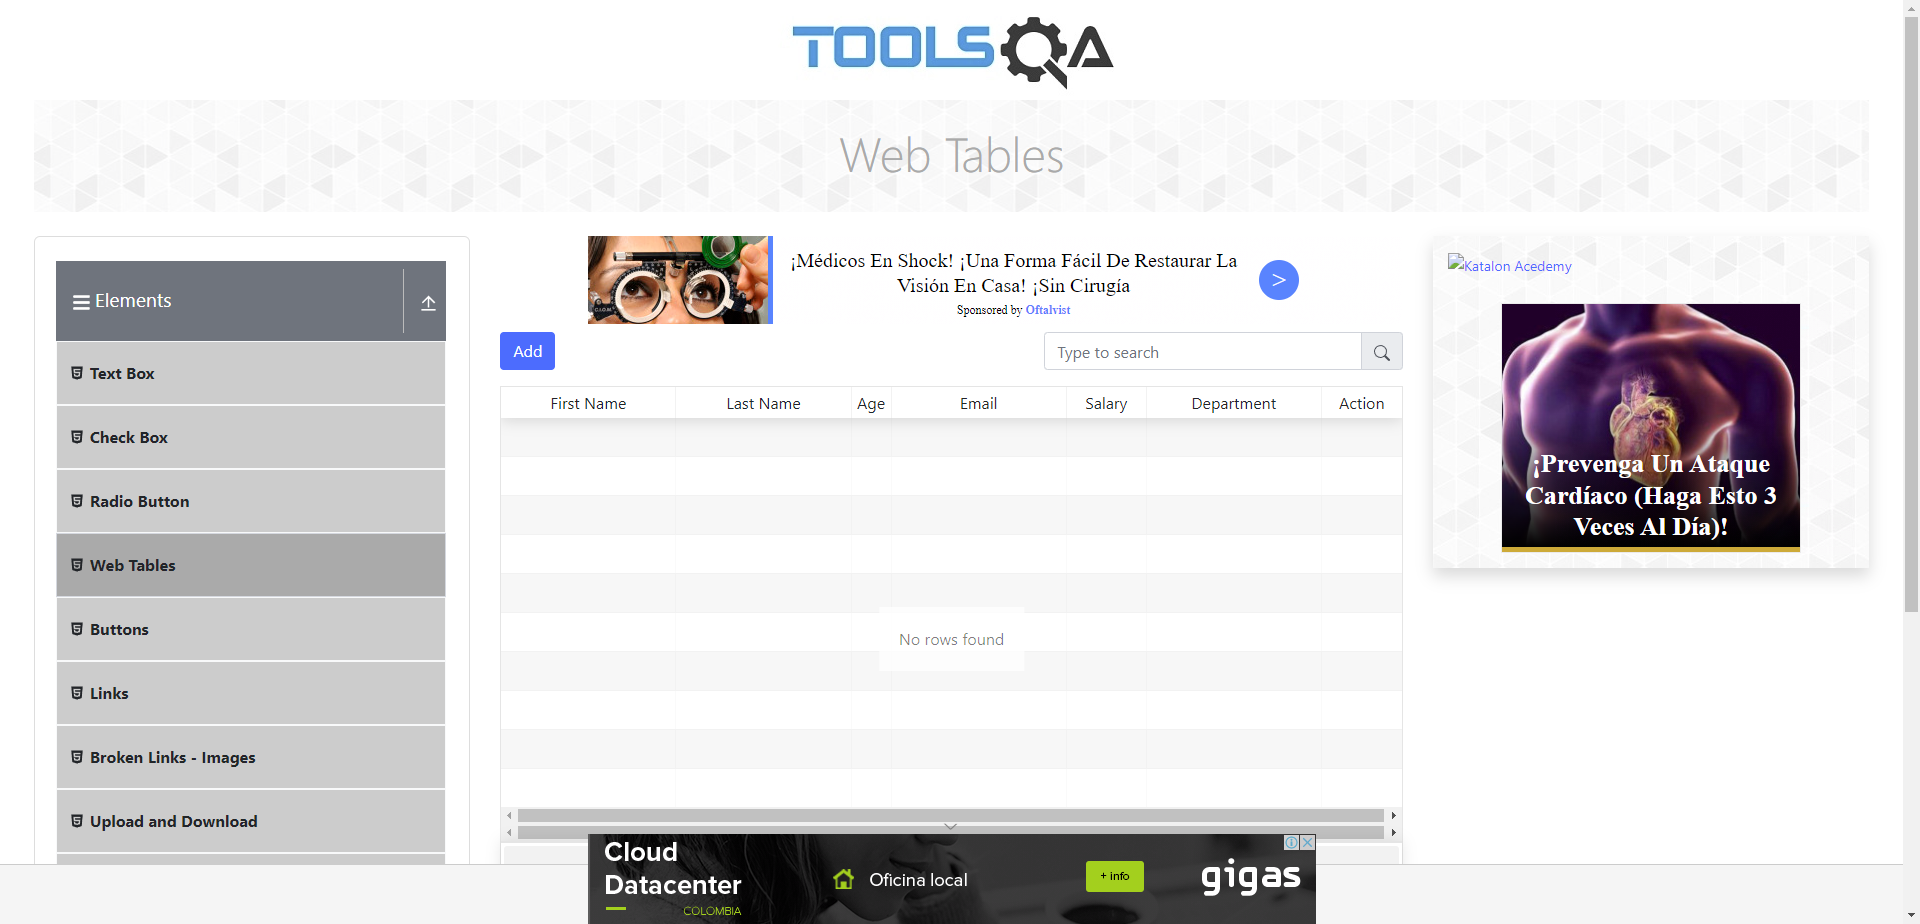 TOOLSQA
Web Tables
Elements
Text Box
Check Box
Radio Button
Web Tables
Buttons
Links
Broken Links - Images
Upload and Download
¡Médicos En Shock! ¡Una Forma Fácil De Restaurar La
Visión En Casa! ¡Sin Cirugía
Sponsored by Oftalvist
>
Add
Type to search
First Name Last Name Age Email Salary Department Action
No rows found
Katalon Acedemy
¡Prevenga Un Ataque
Cardíaco (Haga Esto 3
Veces Al Día)!
Cloud
Datacenter
COLOMBIA
Oficina local
+ info
gigas